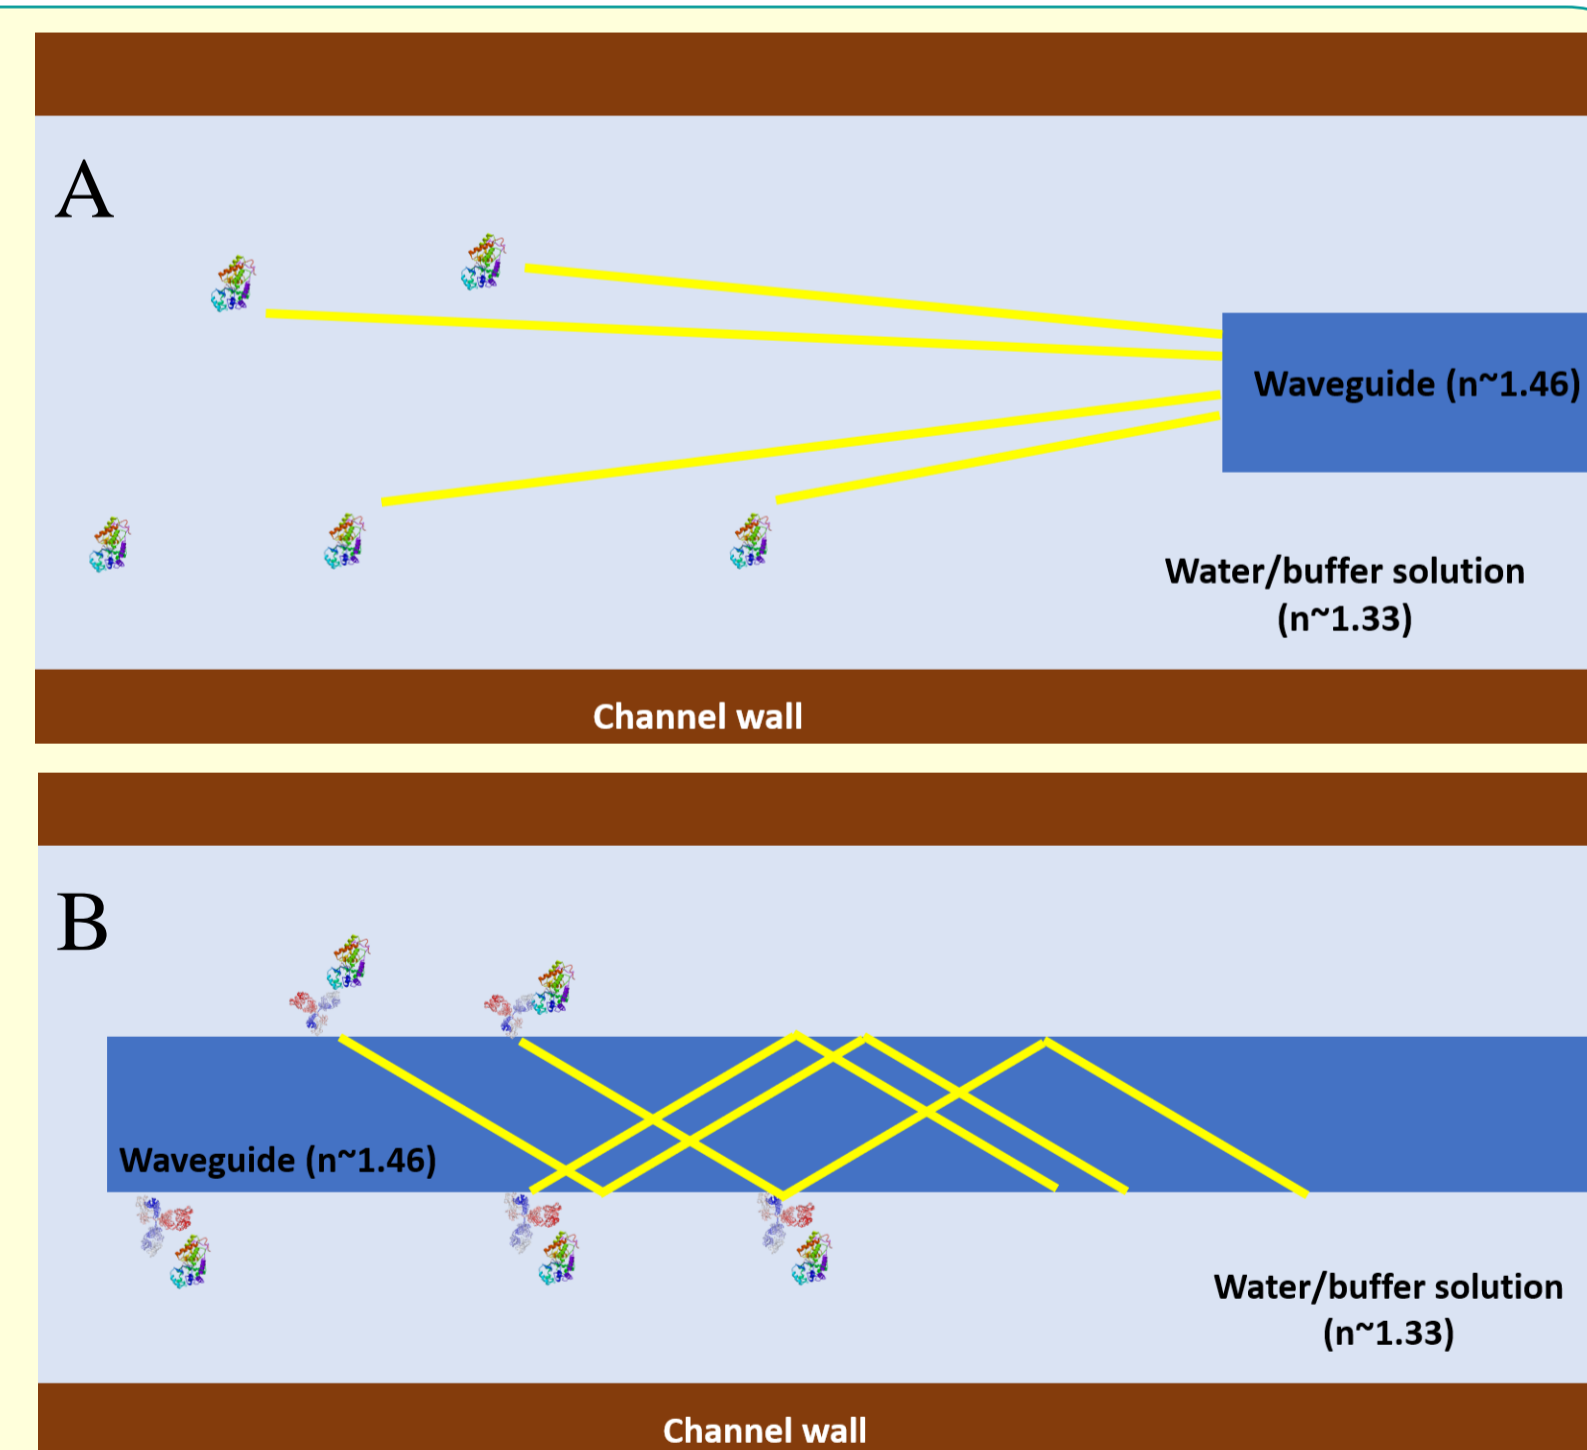 A
Waveguide (n~1.46)
Water/buffer solution
(n~1.33)
Channel wall
B
Waveguide (n~1.46)
Water/buffer solution
(n~1.33)
Channel wall